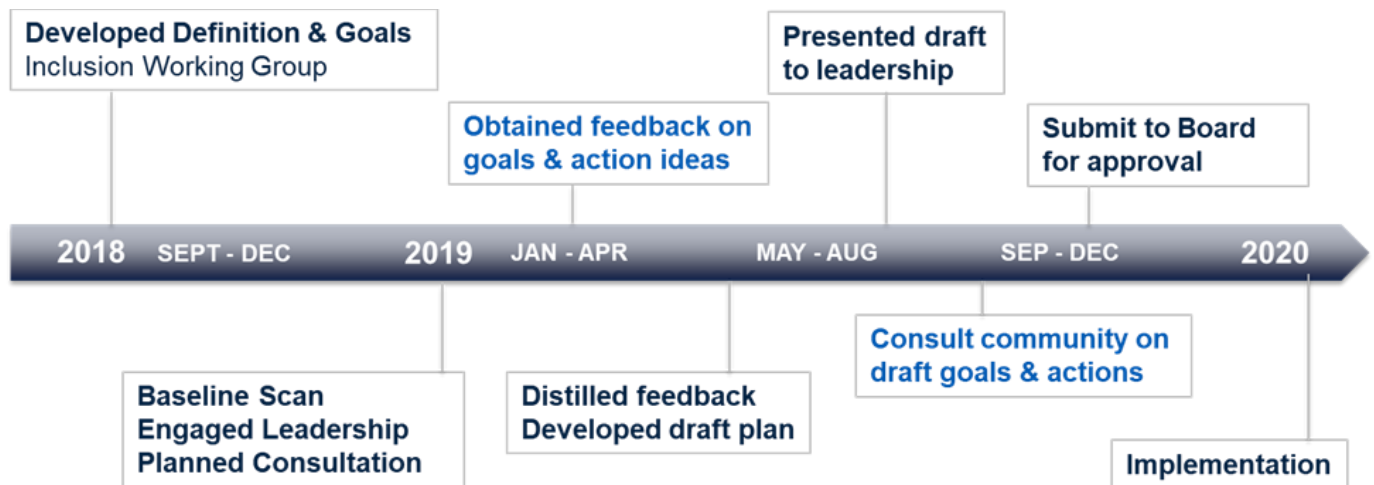 Developed Definition & Goals
Inclusion Working Group
Presented draft
to leadership
Obtained feedback on
goals & action ideas
Submit to Board
for approval
2018 SEPT - DEC 2019 JAN - APR MAY - AUG SEP - DEC 2020
Consult community on
draft goals & actions
Baseline Scan
Engaged Leadership
Planned Consultation
Distilled feedback
Developed draft plan
Implementation